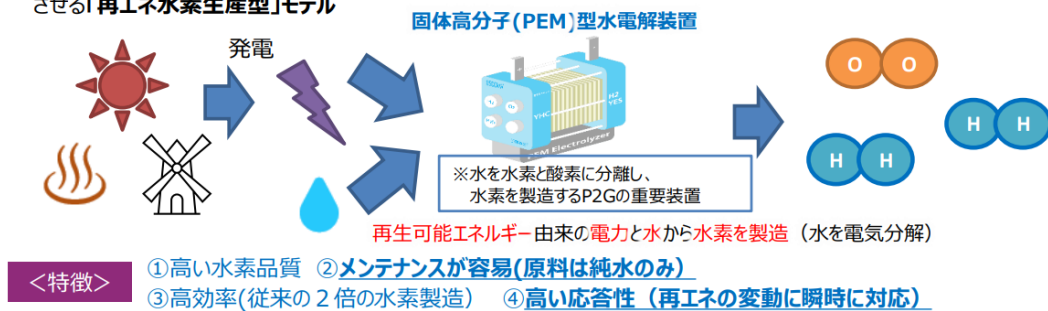 させる「再エネ水素生産型」モデル
固体高分子(PEM)型水電解装置
発電
YHC
H2
YES
PEM Electrolyzer
O O
H H
H H
※水を水素と酸素に分離し、
水素を製造するP2Gの重要装置
再生可能エネルギー由来の電力と水から水素を製造（水を電気分解）
＜特徴＞
①高い水素品質 ②メンテナンスが容易(原料は純水のみ）
③高効率(従来の２倍の水素製造） ④高い応答性（再エネの変動に瞬時に対応）